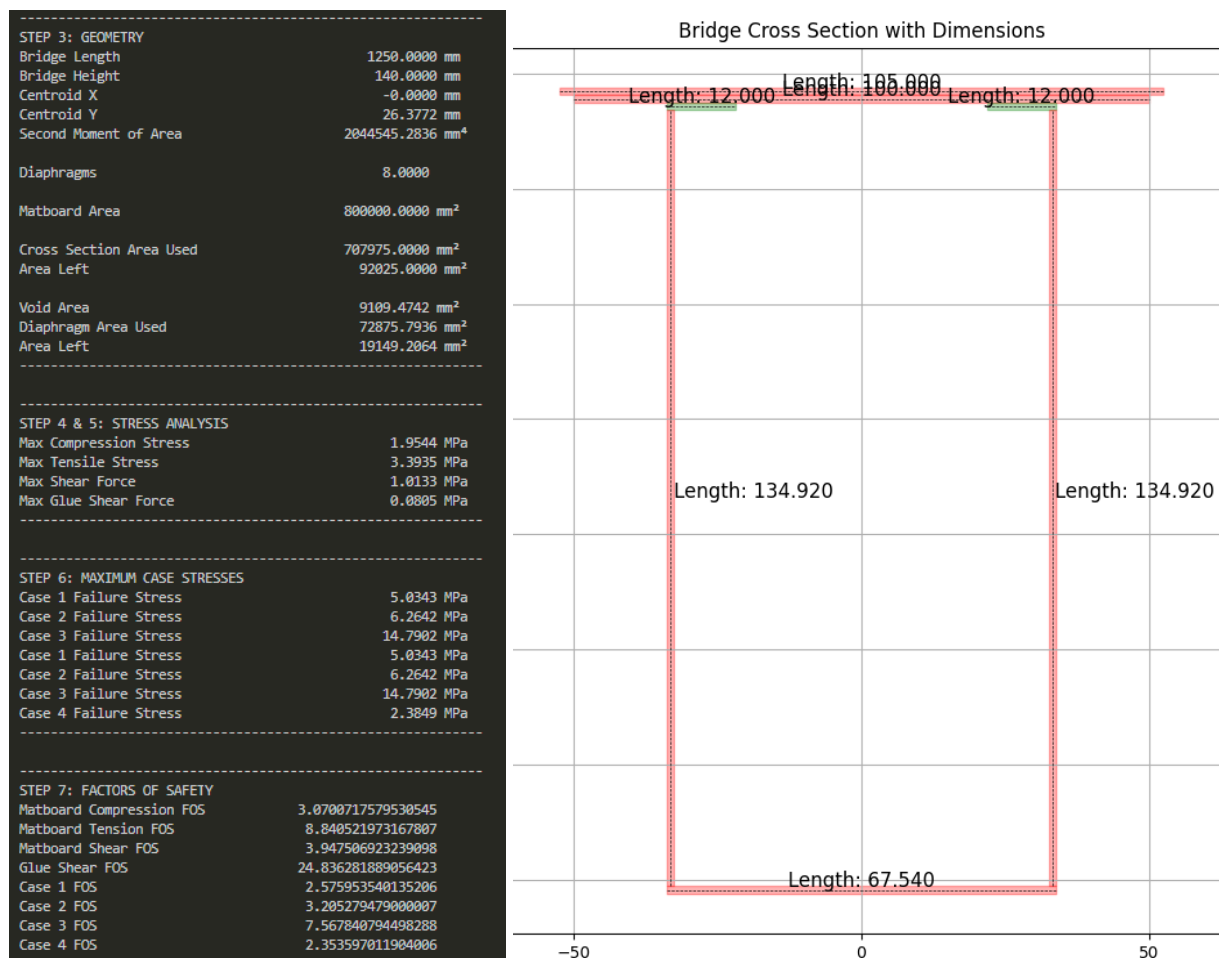 --------------------------------------------------------------
STEP 3: GEOMETRY
Bridge Length 1250.0000 mm
Bridge Height 140.0000 mm
Centroid X -0.0000 mm
Centroid Y 26.3772 mm
Second Moment of Area 2044545.2836 mm⁴
Diaphragms 8.0000
Matboard Area 800000.0000 mm²
Cross Section Area Used 707975.0000 mm²
Area Left 92025.0000 mm²
Void Area 9109.4742 mm²
Diaphragm Area Used 72875.7936 mm²
Area Left 19149.2064 mm²
--------------------------------------------------------------
--------------------------------------------------------------
STEP 4 & 5: STRESS ANALYSIS
Max Compression Stress 1.9544 MPa
Max Tensile Stress 3.3935 MPa
Max Shear Force 1.0133 MPa
Max Glue Shear Force 0.0805 MPa
--------------------------------------------------------------
--------------------------------------------------------------
STEP 6: MAXIMUM CASE STRESSES
Case 1 Failure Stress 5.0343 MPa
Case 2 Failure Stress 6.2642 MPa
Case 3 Failure Stress 14.7902 MPa
Case 1 Failure Stress 5.0343 MPa
Case 2 Failure Stress 6.2642 MPa
Case 3 Failure Stress 14.7902 MPa
Case 4 Failure Stress 2.3849 MPa
--------------------------------------------------------------
--------------------------------------------------------------
STEP 7: FACTORS OF SAFETY
Matboard Compression FOS 3.0700717579530545
Matboard Tension FOS 8.840521973167807
Matboard Shear FOS 3.947506923239098
Glue Shear FOS 24.836281889056423
Case 1 FOS 2.575953540135206
Case 2 FOS 3.205279479000007
Case 3 FOS 7.567840794498288
Case 4 FOS 2.353597011904006
Bridge Cross Section with Dimensions
Length: 105.000
Length: 100.000
Length: 12.000
Length: 12.000
Length: 134.920
Length: 134.920
Length: 67.540
−50
0
50